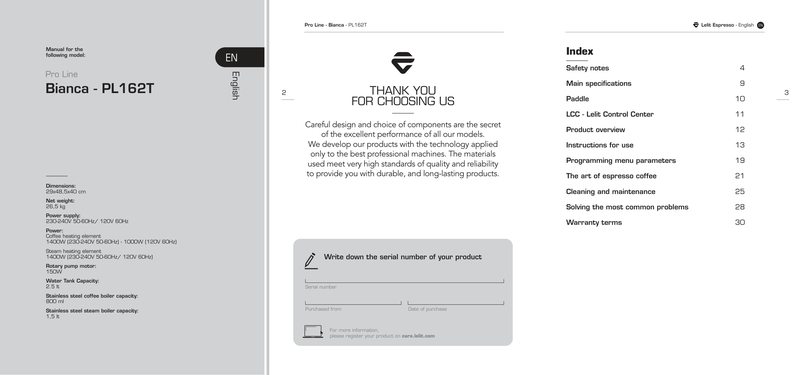 Manual for the
following model:
Pro Line
Bianca - PL162T
EN
English
Dimensions:
29x48,5x40 cm
Net weight:
26,5 kg
Power supply:
230-240V 50-60Hz/ 120V 60Hz
Power:
Coffee heating element
1400W (230-240V 50-60Hz) - 1000W (120V 60Hz)
Steam heating element
1400W (230-240V 50-60Hz/ 120V 60Hz)
Rotary pump motor:
150W
Water Tank Capacity:
2.5 lt
Stainless steel coffee boiler capacity:
800 ml
Stainless steel steam boiler capacity:
1,5 lt
Pro Line - Bianca - PL162T
2
THANK YOU
FOR CHOOSING US
Careful design and choice of components are the secret
of the excellent performance of all our models.
We develop our products with the technology applied
only to the best professional machines. The materials
used meet very high standards of quality and reliability
to provide you with durable, and long-lasting products.
Write down the serial number of your product
Serial number
Purchased from
Date of purchase
For more information:
please register your product on care.lelit.com
Lelit Espresso - English EN
3
Index
Safety notes 4
Main specifications 9
Paddle 10
LCC - Lelit Control Center 11
Product overview 12
Instructions for use 13
Programming menu parameters 19
The art of espresso coffee 21
Cleaning and maintenance 25
Solving the most common problems 28
Warranty terms 30